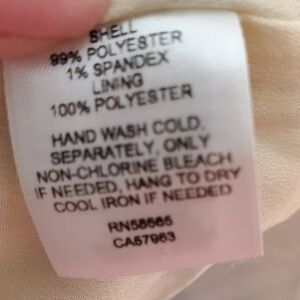 SHELL
99% POLYESTER
1% SPANDEX
LINING
100% POLYESTER
HAND WASH COLD,
SEPARATELY, ONLY
NON-CHLORINE BLEACH
IF NEEDED, HANG TO DRY
COOL IRON IF NEEDED
RN58665
CA57963